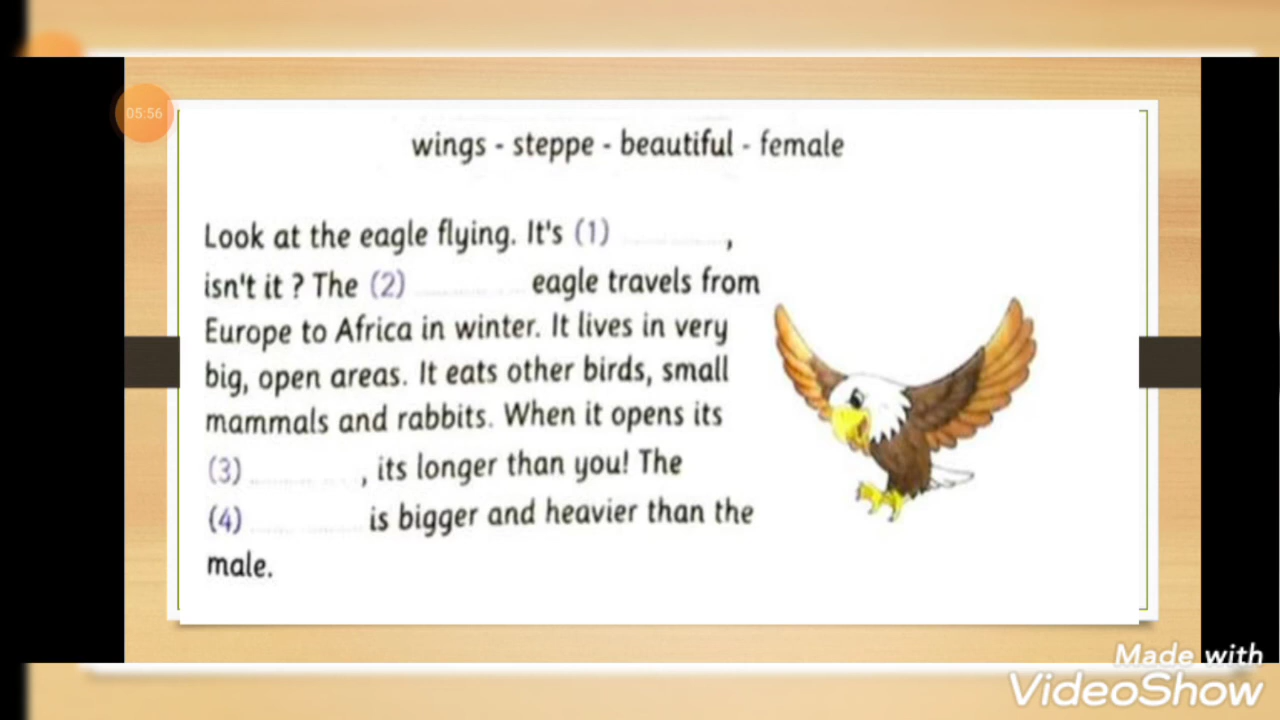 05:56
wings - steppe - beautiful - female
Look at the eagle flying. It's (1) ............ ,
isn't it ? The (2) ............ eagle travels from
Europe to Africa in winter. It lives in very
big, open areas. It eats other birds, small
mammals and rabbits. When it opens its
(3) ............ , its longer than you! The
(4) ............ is bigger and heavier than the
male.
Made with
VideoShow